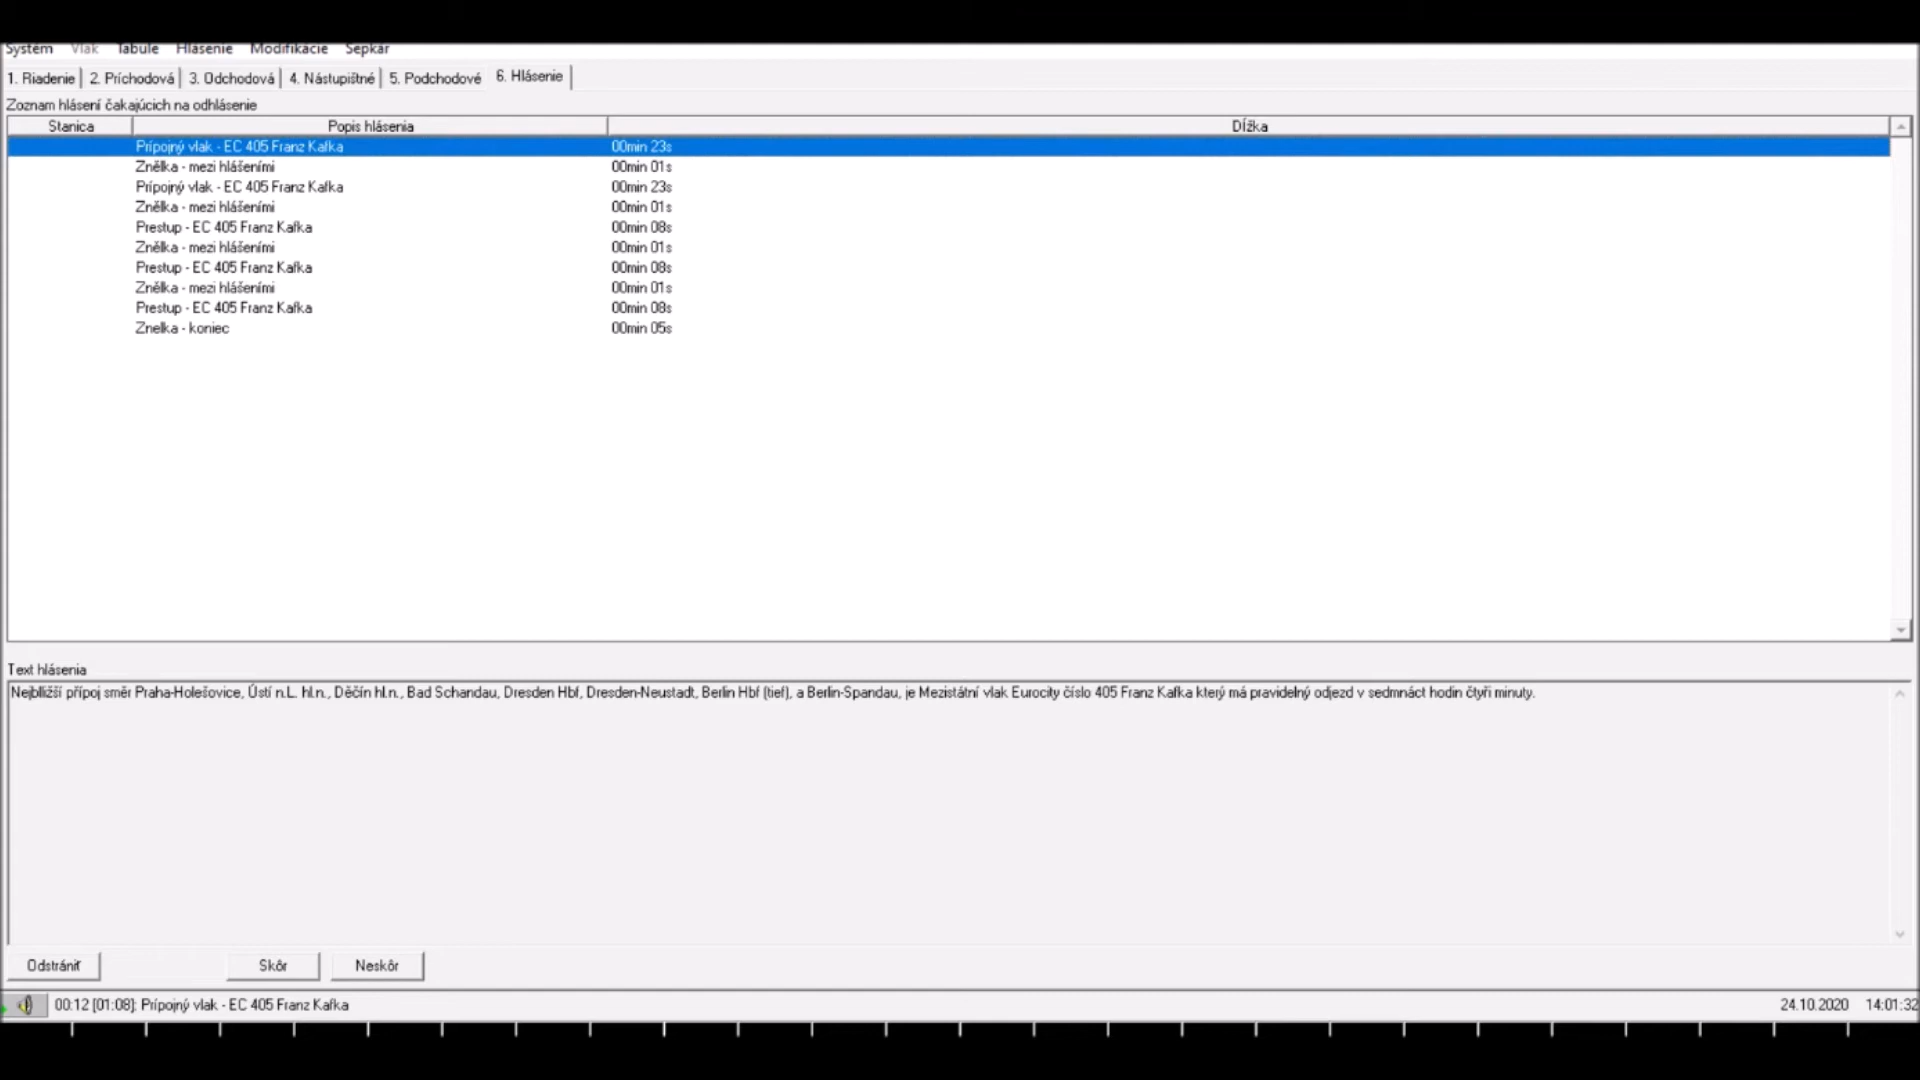 Systém Vlak Tabule Hlásenie Modifikácie Šepkár
1. Riadenie 2. Príchodová 3. Odchodová 4. Nástupištné 5. Podchodové 6. Hlásenie
Zoznam hlásení čakajúcich na odhlásenie
Stanica Popis hlásenia Dĺžka
Prípojný vlak - EC 405 Franz Kafka 00min 23s
Znělka - mezi hlášeními 00min 01s
Prípojný vlak - EC 405 Franz Kafka 00min 23s
Znělka - mezi hlášeními 00min 01s
Prestup - EC 405 Franz Kafka 00min 08s
Znělka - mezi hlášeními 00min 01s
Prestup - EC 405 Franz Kafka 00min 08s
Znělka - mezi hlášeními 00min 01s
Prestup - EC 405 Franz Kafka 00min 08s
Znelka - koniec 00min 05s
Text hlásenia
Nejbližší přípoj směr Praha-Holešovice, Ústí n.L. hl.n., Děčín hl.n., Bad Schandau, Dresden Hbf, Dresden-Neustadt, Berlin Hbf (tief), a Berlin-Spandau, je Mezistátní vlak Eurocity číslo 405 Franz Kafka který má pravidelný odjezd v sedmnáct hodin čtyři minuty.
Odstrániť Skôr Neskôr
00:12 [01:08]: Prípojný vlak - EC 405 Franz Kafka 24.10.2020 14:01:32